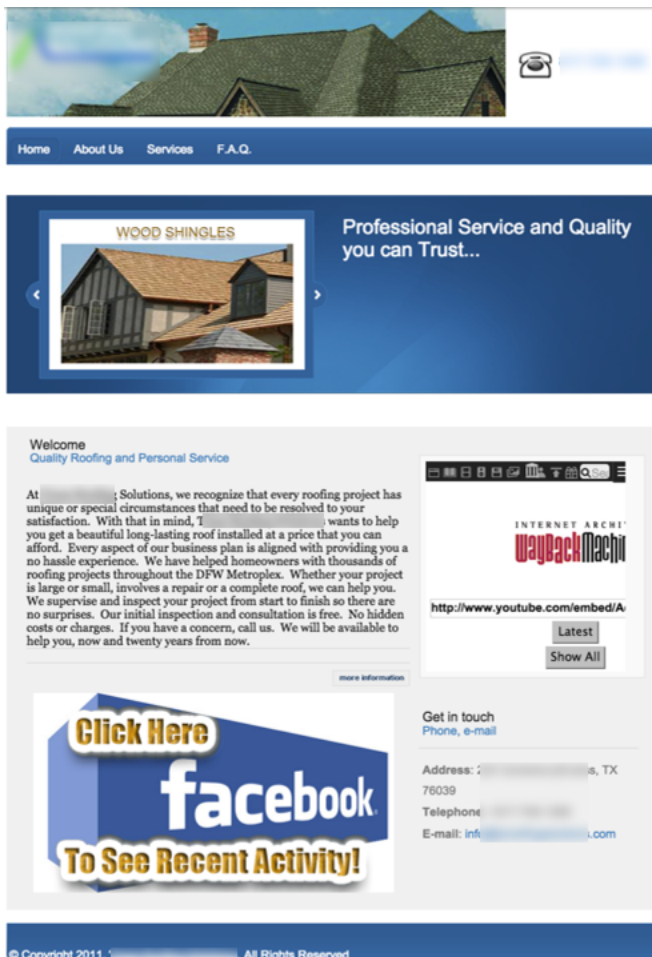 Home About Us Services F.A.Q.
WOOD SHINGLES
Professional Service and Quality
you can Trust...
Welcome
Quality Roofing and Personal Service
At Solutions, we recognize that every roofing project has
unique or special circumstances that need to be resolved to your
satisfaction. With that in mind, wants to help
you get a beautiful long-lasting roof installed at a price that you can
afford. Every aspect of our business plan is aligned with providing you a
no hassle experience. We have helped homeowners with thousands of
roofing projects throughout the DFW Metroplex. Whether your project
is large or small, involves a repair or a complete roof, we can help you.
We supervise and inspect your project from start to finish so there are
no surprises. Our initial inspection and consultation is free. No hidden
costs or charges. If you have a concern, call us. We will be available to
help you, now and twenty years from now.
more information
Click Here
facebook
To See Recent Activity!
INTERNET ARCHI
WayBackMachi
http://www.youtube.com/embed/A
Latest
Show All
Get in touch
Phone, e-mail
Address: TX
76039
Telephone
E-mail: .com
© Copyright 2011, All Rights Reserved